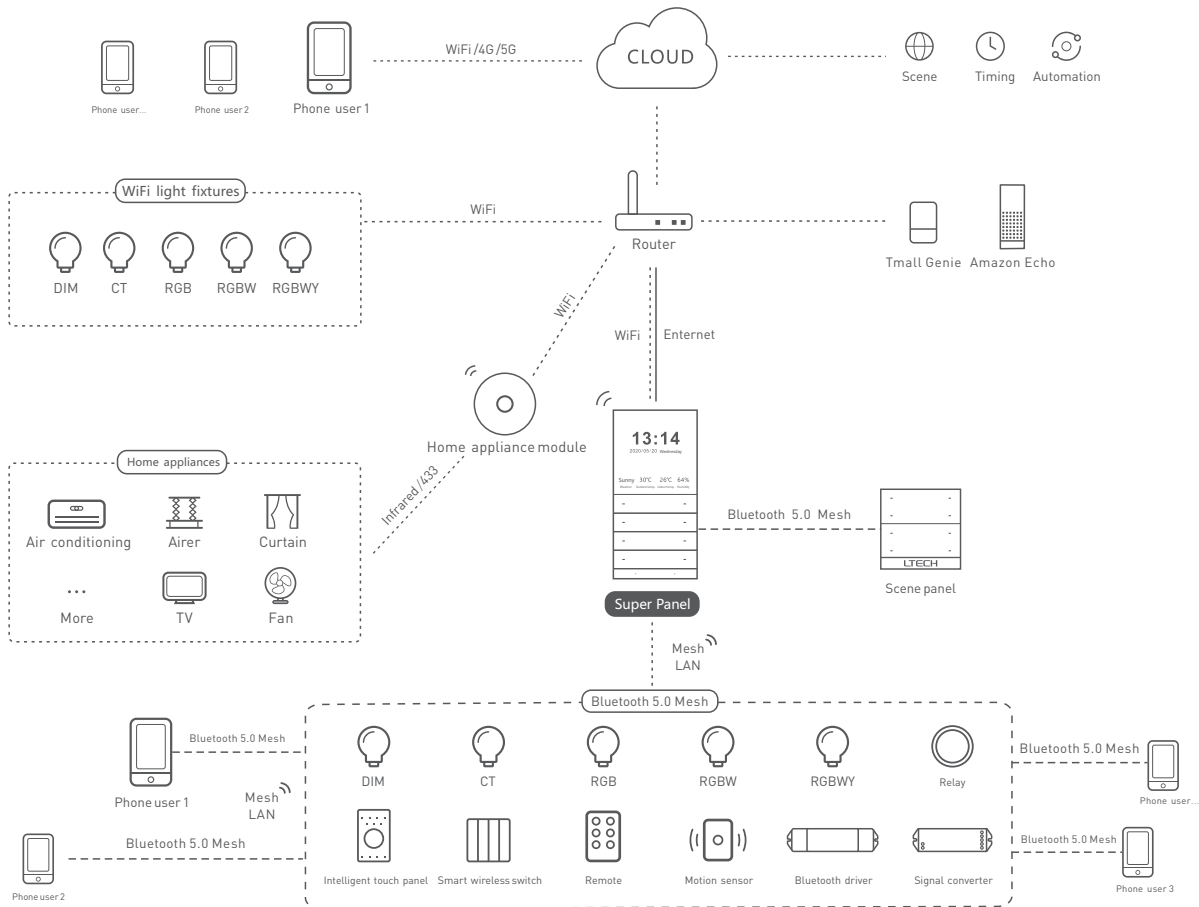 WiFi/4G/5G
CLOUD
Scene
Timing
Automation
Phone user...
Phone user 2
Phone user 1
WiFi light fixtures
WiFi
DIM
CT
RGB
RGBW
RGBWY
Router
Tmall Genie
Amazon Echo
WiFi
WiFi
Enternet
Home appliance module
Infrared/433
Home appliances
Air conditioning
Airer
Curtain
...
More
TV
Fan
13:14
2020/05/20 Wednesday
Sunny 30℃ 26℃ 64%
Bluetooth 5.0 Mesh
LTECH
Scene panel
Super Panel
Mesh
LAN
Bluetooth 5.0 Mesh
Bluetooth 5.0 Mesh
Phone user 1
Mesh
LAN
Bluetooth 5.0 Mesh
Phone user 2
DIM
CT
RGB
RGBW
RGBWY
Relay
Intelligent touch panel
Smart wireless switch
Remote
Motion sensor
Bluetooth driver
Signal converter
Bluetooth 5.0 Mesh
Phone user...
Bluetooth 5.0 Mesh
Phone user 3